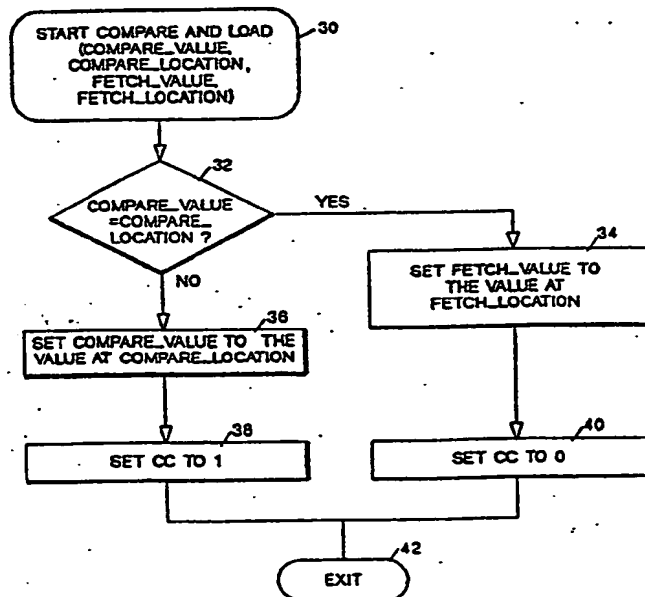 START COMPARE AND LOAD
(COMPARE_VALUE,
COMPARE_LOCATION,
FETCH_VALUE,
FETCH_LOCATION)
30
32
COMPARE_VALUE
=COMPARE_
LOCATION ?
YES
NO
34
SET FETCH_VALUE TO
THE VALUE AT
FETCH_LOCATION
36
SET COMPARE_VALUE TO THE
VALUE AT COMPARE_LOCATION
38
SET CC TO 1
40
SET CC TO 0
42
EXIT